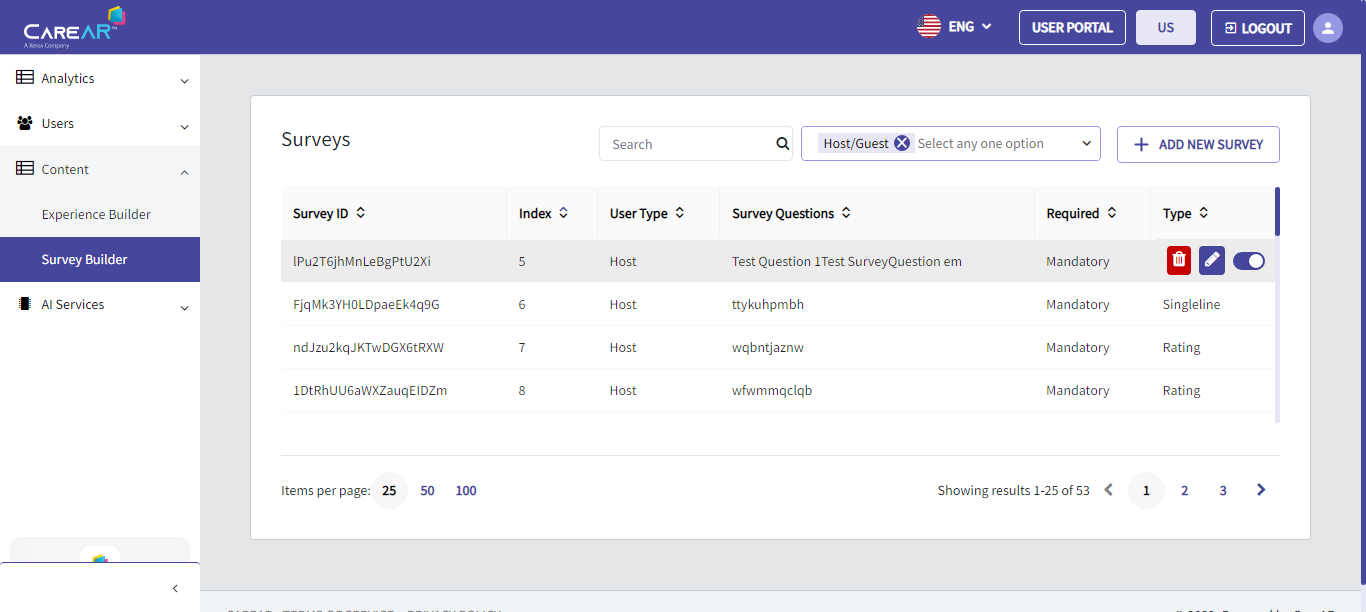 CAREAR™
A Xerox Company
ENG
USER PORTAL
US
LOGOUT
Analytics
Users
Content
Experience Builder
Survey Builder
AI Services
Surveys
Search
Host/Guest Select any one option
ADD NEW SURVEY
Survey ID Index User Type Survey Questions Required Type
lPu2T6jhMnLeBgPtU2Xi 5 Host Test Question 1Test SurveyQuestion em Mandatory
FjqMk3YH0LDpaeEk4q9G 6 Host ttykuhpmbh Mandatory Singleline
ndJzu2kqJKTwDGX6tRXW 7 Host wqbntjaznw Mandatory Rating
1DtRhUU6aWXZauqEIDZm 8 Host wfwmmqclqb Mandatory Rating
Items per page: 25 50 100
Showing results 1-25 of 53 1 2 3